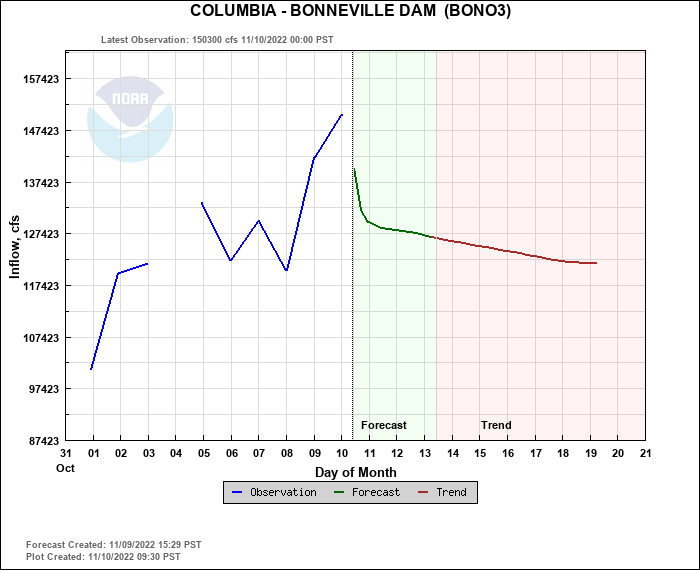 COLUMBIA - BONNEVILLE DAM (BONO3)
Latest Observation: 150300 cfs 11/10/2022 00:00 PST
157423
147423
137423
127423
117423
107423
97423
87423
Inflow, cfs
NOAA
Forecast
Trend
31 01 02 03 04 05 06 07 08 09 10 11 12 13 14 15 16 17 18 19 20 21
Oct
Day of Month
Observation Forecast Trend
Forecast Created: 11/09/2022 15:29 PST
Plot Created: 11/10/2022 09:30 PST